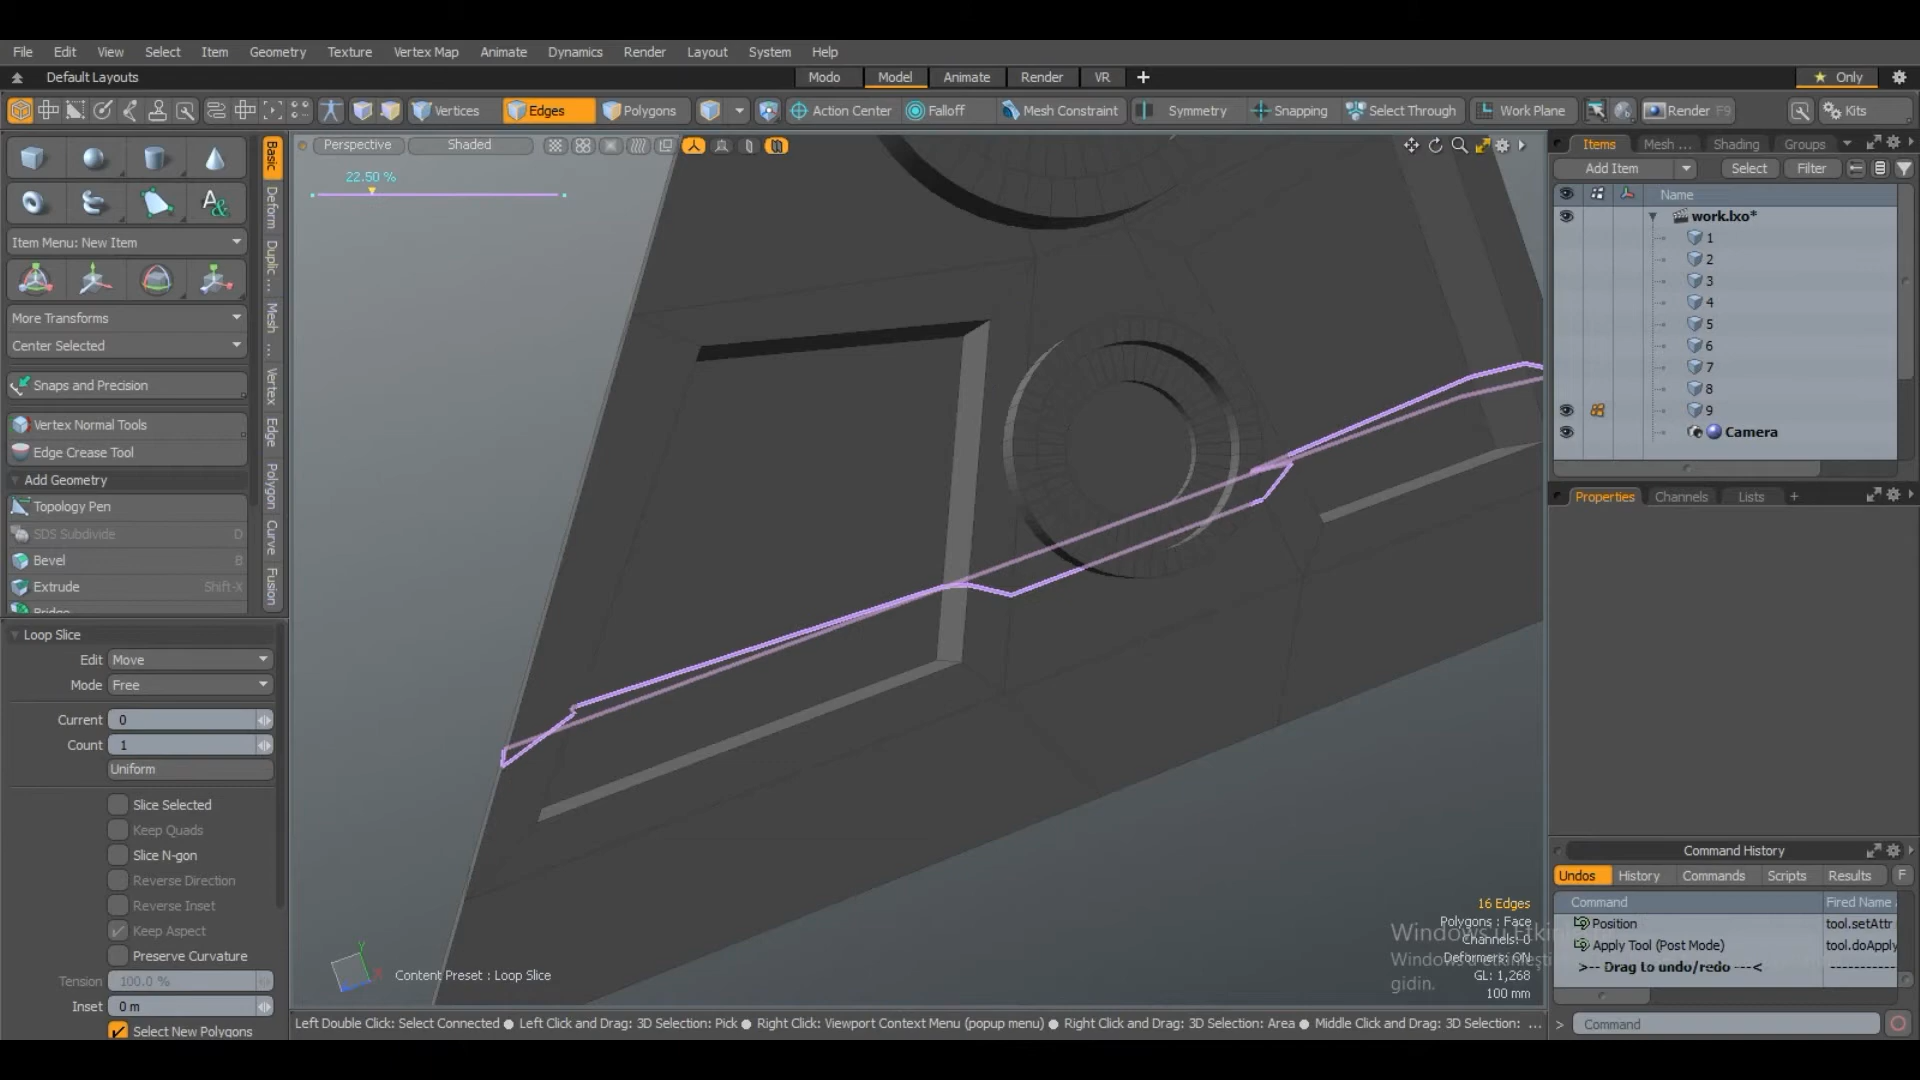 File Edit View Select Item Geometry Texture Vertex Map Animate Dynamics Render Layout System Help
Default Layouts
Modo Model Animate Render VR + Only
Vertices Edges Polygons Action Center Falloff Mesh Constraint Symmetry Snapping Select Through Work Plane Render F9 Kits
Perspective Shaded
22.50 %
Item Menu: New Item
More Transforms
Center Selected
Snaps and Precision
Vertex Normal Tools
Edge Crease Tool
Add Geometry
Topology Pen
SDS Subdivide D
Bevel B
Extrude Shift-X
Bridge
Basic
Deform
Duplic ...
Mesh ...
Vertex
Edge
Polygon
Curve
Fusion
Loop Slice
Edit Move
Mode Free
Current 0
Count 1
Uniform
Slice Selected
Keep Quads
Slice N-gon
Reverse Direction
Reverse Inset
Keep Aspect
Preserve Curvature
Tension 100.0 %
Inset 0 m
Select New Polygons
Content Preset : Loop Slice
16 Edges
Polygons : Face
Channels: 0
Deformers: ON
GL: 1,268
100 mm
Windows'u Etkin
Windows'u etkinleşti
gidin.
Left Double Click: Select Connected ● Left Click and Drag: 3D Selection: Pick ● Right Click: Viewport Context Menu (popup menu) ● Right Click and Drag: 3D Selection: Area ● Middle Click and Drag: 3D Selection: ...
Items Mesh ... Shading Groups
Add Item Select Filter
Name
work.lxo*
1
2
3
4
5
6
7
8
9
Camera
Properties Channels Lists +
Command History
Undos History Commands Scripts Results F
Command Fired Name
Position tool.setAttr
Apply Tool (Post Mode) tool.doApply
>-- Drag to undo/redo ---< -----------
> Command